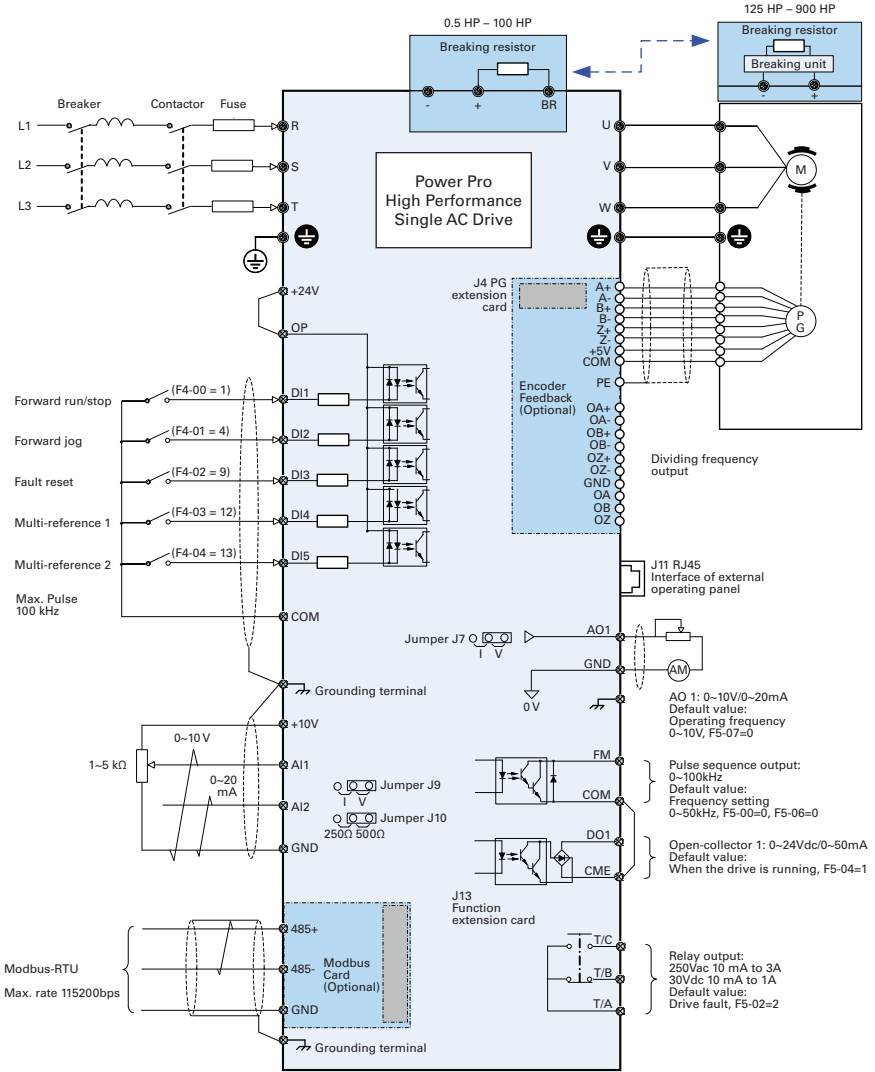 0.5 HP – 100 HP
125 HP – 900 HP
Breaking resistor
- + BR
Breaking resistor
Breaking unit
- +
Breaker Contactor Fuse
L1
L2
L3
R
S
T
Power Pro
High Performance
Single AC Drive
U
V
W
M
+24V
OP
J4 PG
extension
card
A+
A-
B+
B-
Z+
Z-
+5V
COM
PE
P
G
Encoder
Feedback
(Optional)
OA+
OA-
OB+
OB-
OZ+
OZ-
GND
OA
OB
OZ
Dividing frequency
output
Forward run/stop (F4-00 = 1) DI1
Forward jog (F4-01 = 4) DI2
Fault reset (F4-02 = 9) DI3
Multi-reference 1 (F4-03 = 12) DI4
Multi-reference 2 (F4-04 = 13) DI5
Max. Pulse
100 kHz
COM
Grounding terminal
J11 RJ45
Interface of external
operating panel
Jumper J7
I V
AO1
GND
0 V
AM
AO 1: 0~10V/0~20mA
Default value:
Operating frequency
0~10V, F5-07=0
+10V
0~10 V
1~5 kΩ
AI1
0~20
mA
AI2
GND
Jumper J9
I V
Jumper J10
250Ω 500Ω
FM
COM
Pulse sequence output:
0~100kHz
Default value:
Frequency setting
0~50kHz, F5-00=0, F5-06=0
DO1
CME
Open-collector 1: 0~24Vdc/0~50mA
Default value:
When the drive is running, F5-04=1
J13
Function
extension card
T/C
T/B
T/A
Relay output:
250Vac 10 mA to 3A
30Vdc 10 mA to 1A
Default value:
Drive fault, F5-02=2
Modbus-RTU
Max. rate 115200bps
485+
485-
GND
Modbus
Card
(Optional)
Grounding terminal